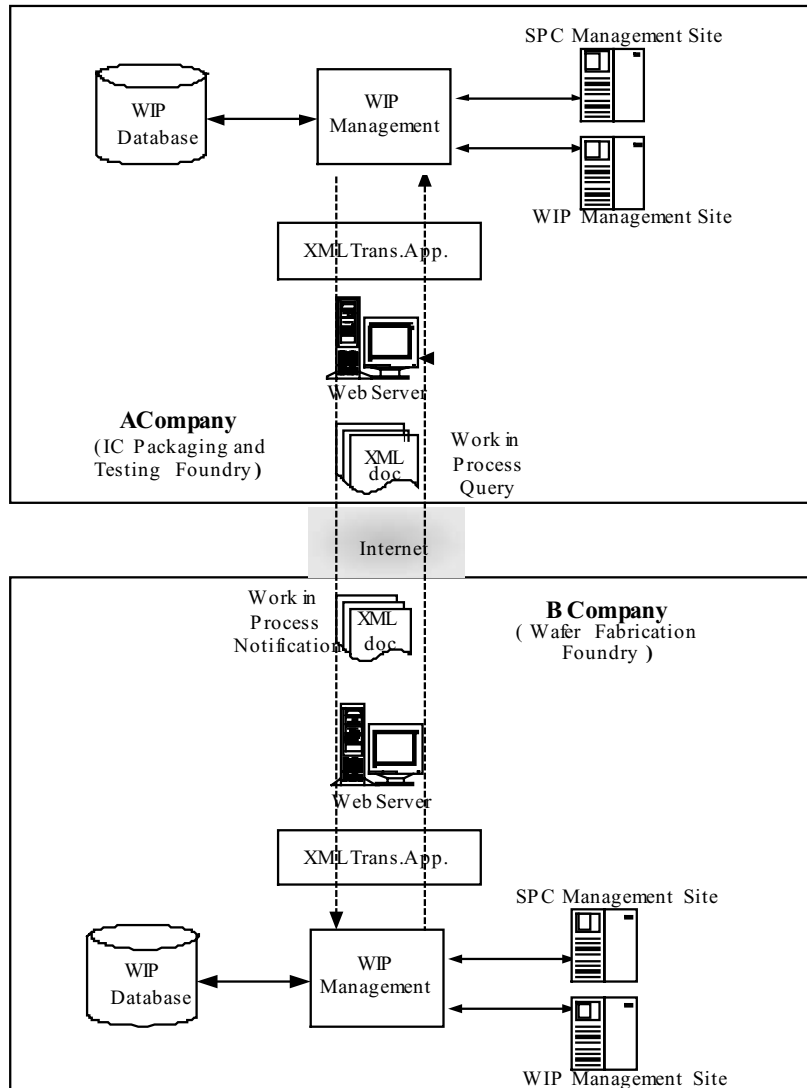 SPC Management Site
WIP
Database
WIP
Management
WIP Management Site
XML Trans. App.
Web Server
A Company
(IC Packaging and
Testing Foundry)
XML
doc
Work in
Process
Query
Internet
Work in
Process
Notification
XML
doc
B Company
( Wafer Fabrication
Foundry )
Web Server
XML Trans. App.
SPC Management Site
WIP
Database
WIP
Management
WIP Management Site